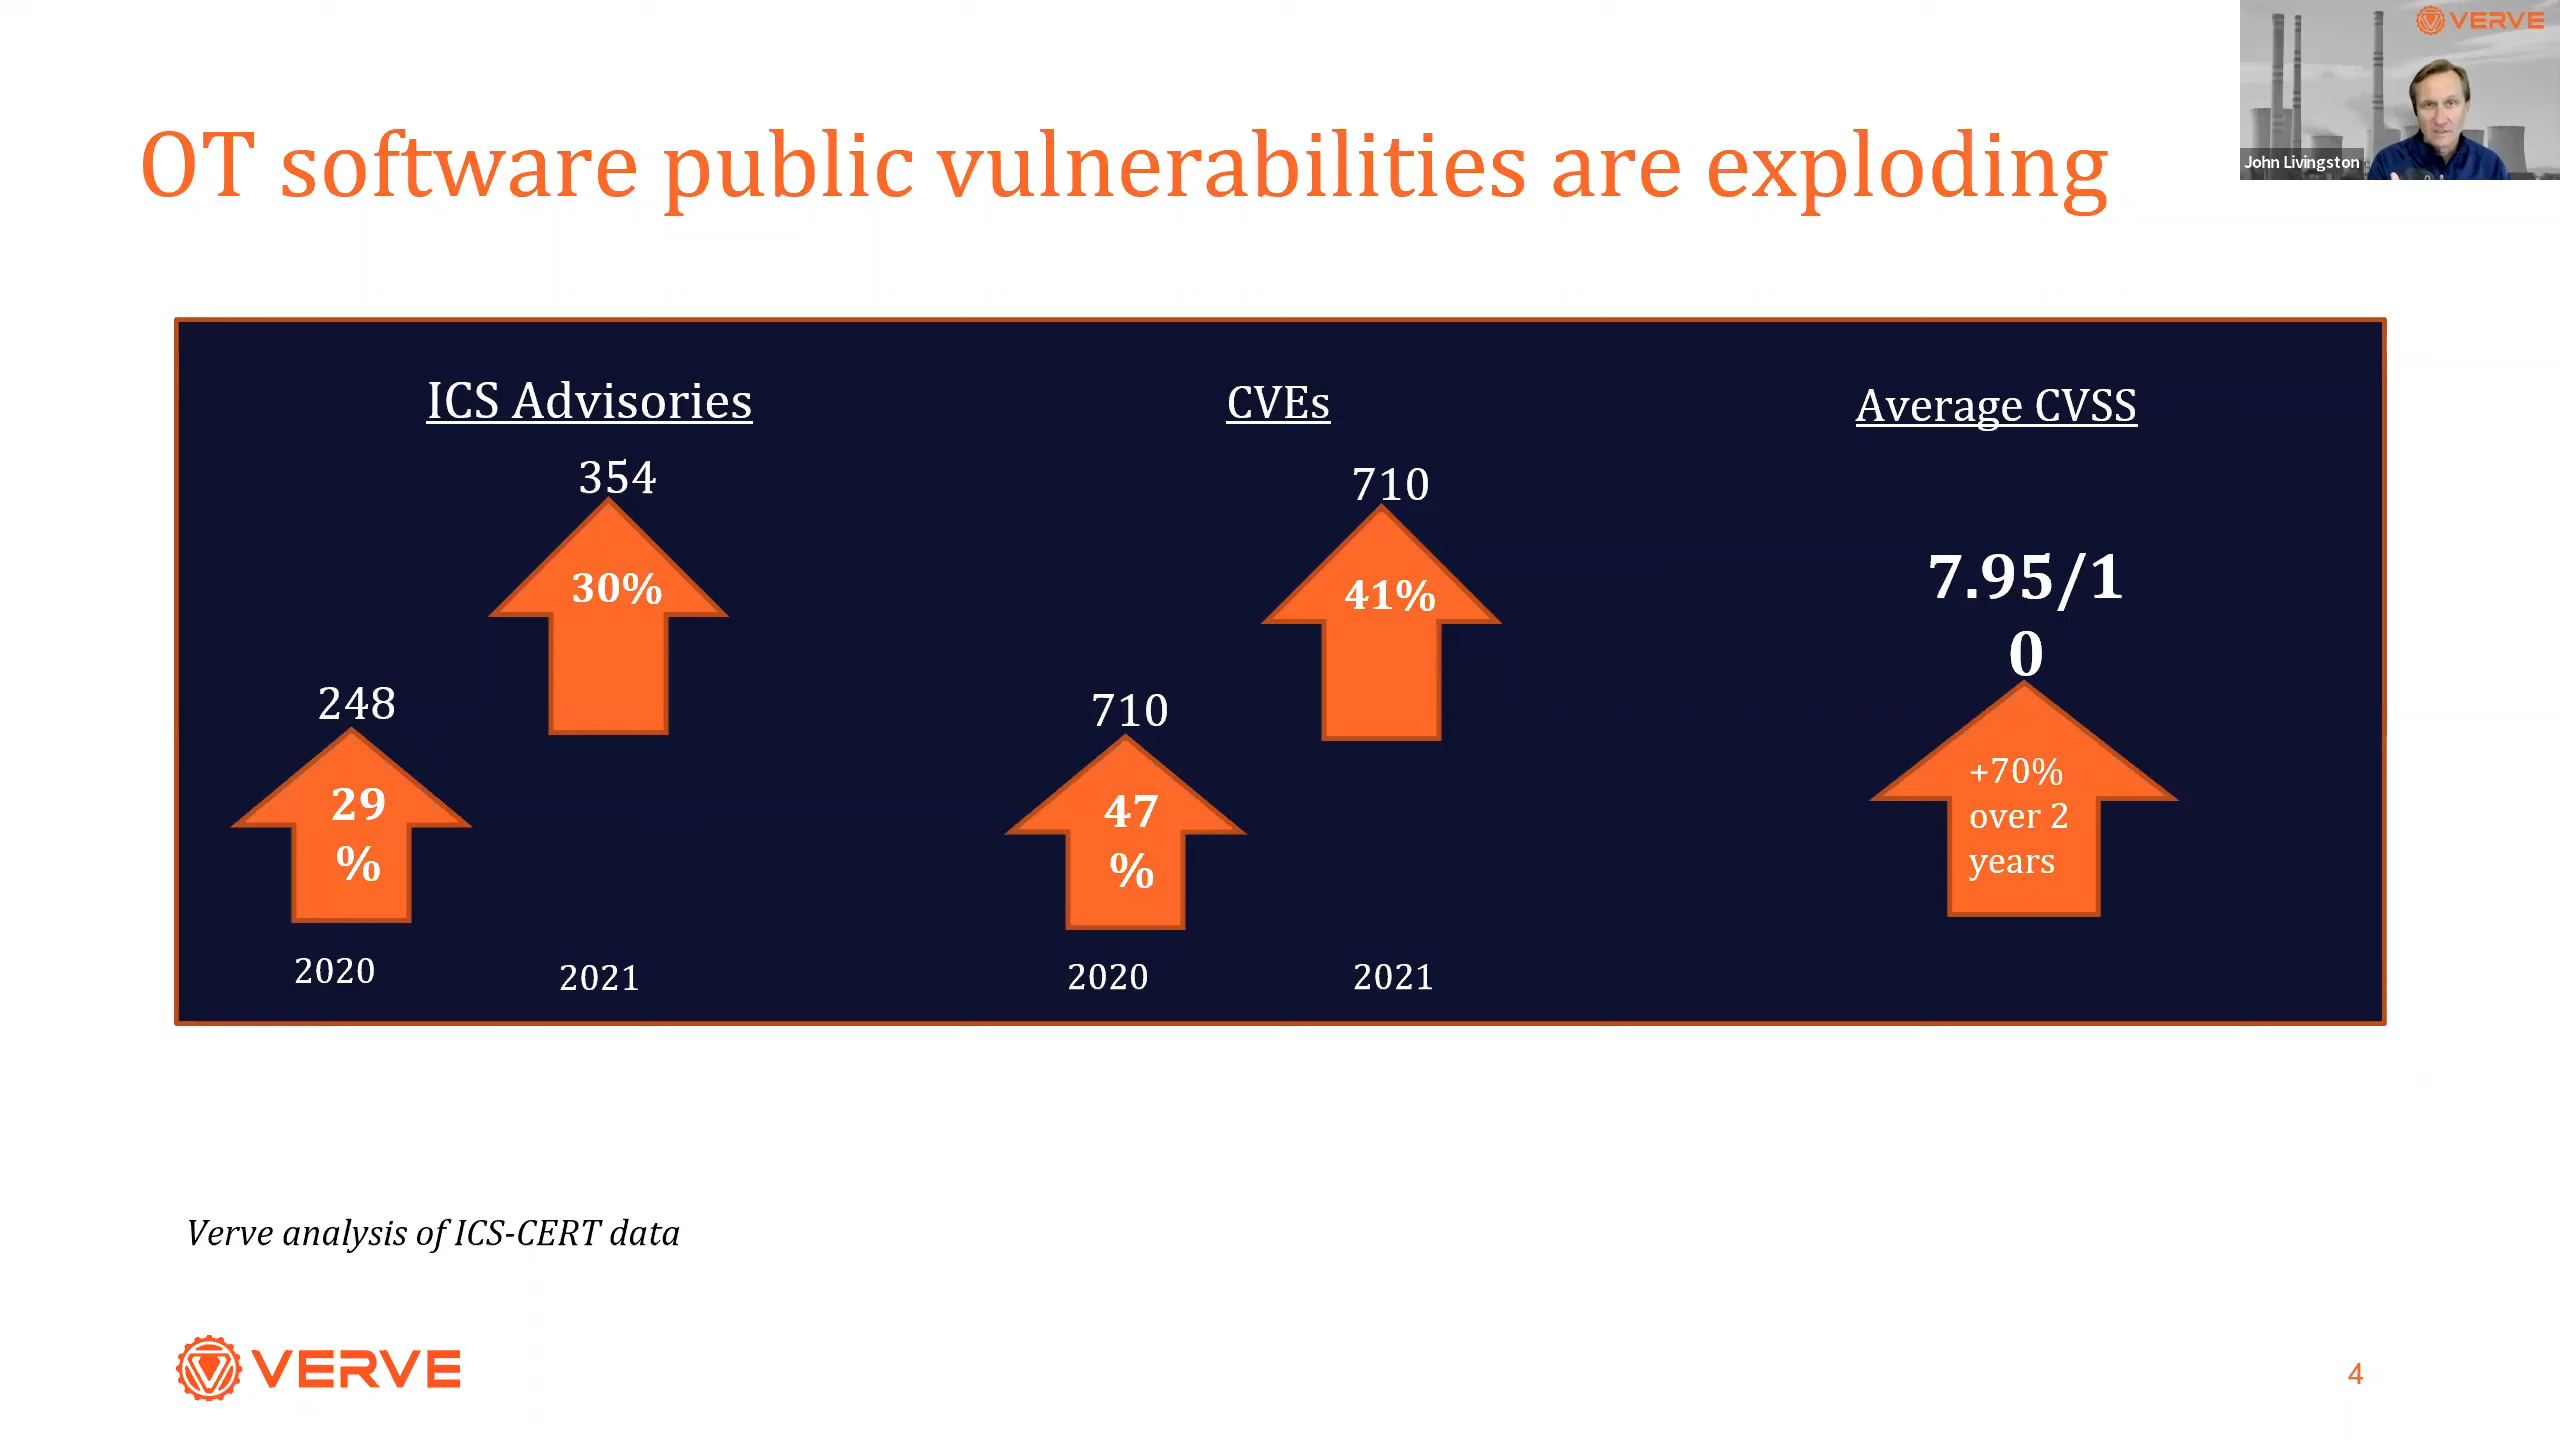 VERVE
John Livingston
OT software public vulnerabilities are exploding
ICS Advisories
354
30%
248
29
%
2020
2021
CVEs
710
41%
710
47
%
2020
2021
Average CVSS
7.95/1
0
+70%
over 2
years
Verve analysis of ICS-CERT data
VERVE
4